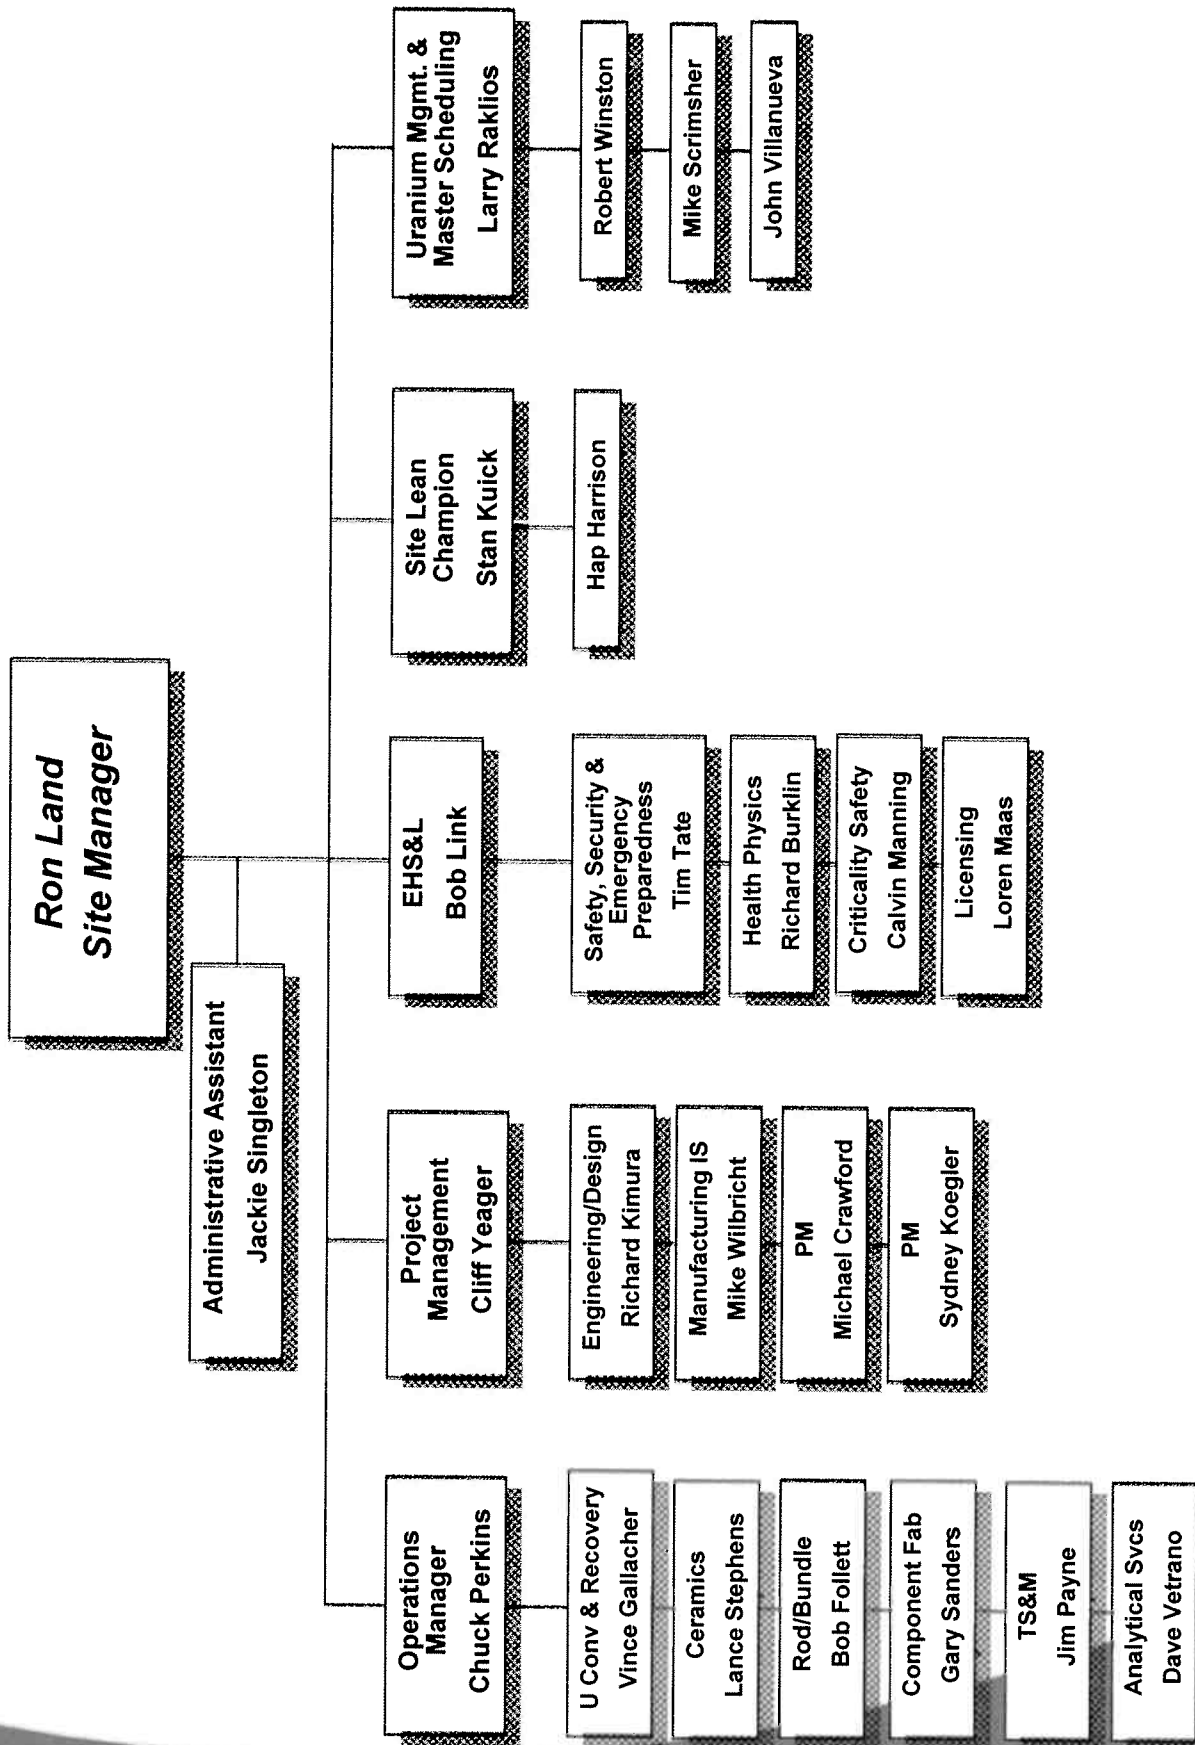 Ron Land
Site Manager
Administrative Assistant
Jackie Singleton
Operations
Manager
Chuck Perkins
U Conv & Recovery
Vince Gallacher
Ceramics
Lance Stephens
Rod/Bundle
Bob Follett
Component Fab
Gary Sanders
TS&M
Jim Payne
Analytical Svcs
Dave Vetrano
Project
Management
Cliff Yeager
Engineering/Design
Richard Kimura
Manufacturing IS
Mike Wilbricht
PM
Michael Crawford
PM
Sydney Koegler
EHS&L
Bob Link
Safety, Security &
Emergency
Preparedness
Tim Tate
Health Physics
Richard Burklin
Criticality Safety
Calvin Manning
Licensing
Loren Maas
Site Lean
Champion
Stan Kuick
Hap Harrison
Uranium Mgmt. &
Master Scheduling
Larry Raklios
Robert Winston
Mike Scrimsher
John Villanueva